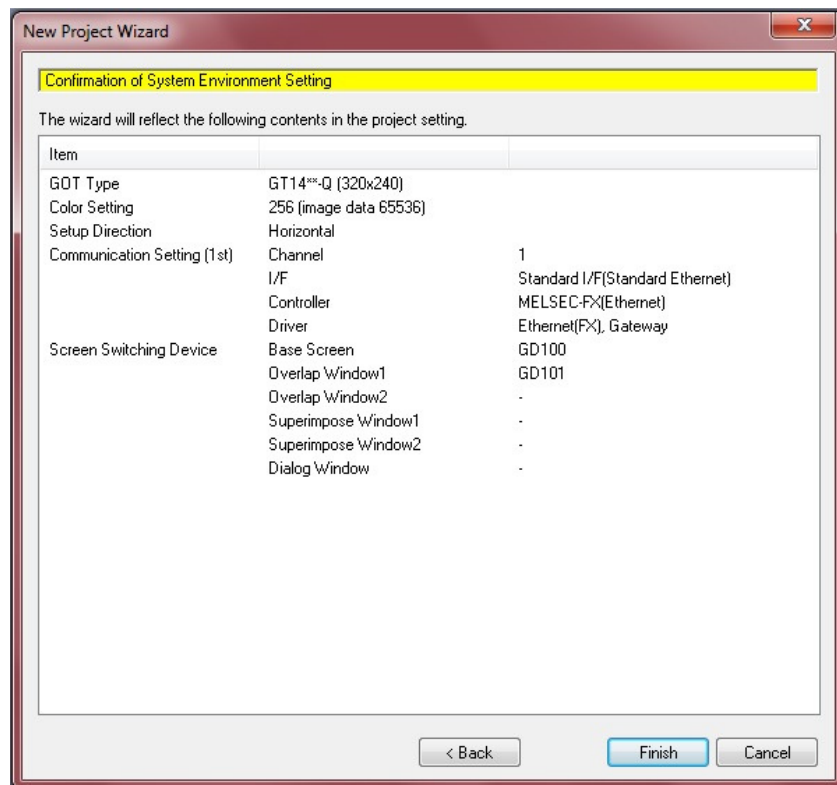 New Project Wizard
Confirmation of System Environment Setting
The wizard will reflect the following contents in the project setting.
Item
GOT Type GT14**-Q (320x240)
Color Setting 256 (image data 65536)
Setup Direction Horizontal
Communication Setting (1st) Channel 1
I/F Standard I/F(Standard Ethernet)
Controller MELSEC-FX(Ethernet)
Driver Ethernet(FX), Gateway
Screen Switching Device Base Screen GD100
Overlap Window1 GD101
Overlap Window2 -
Superimpose Window1 -
Superimpose Window2 -
Dialog Window -
< Back Finish Cancel